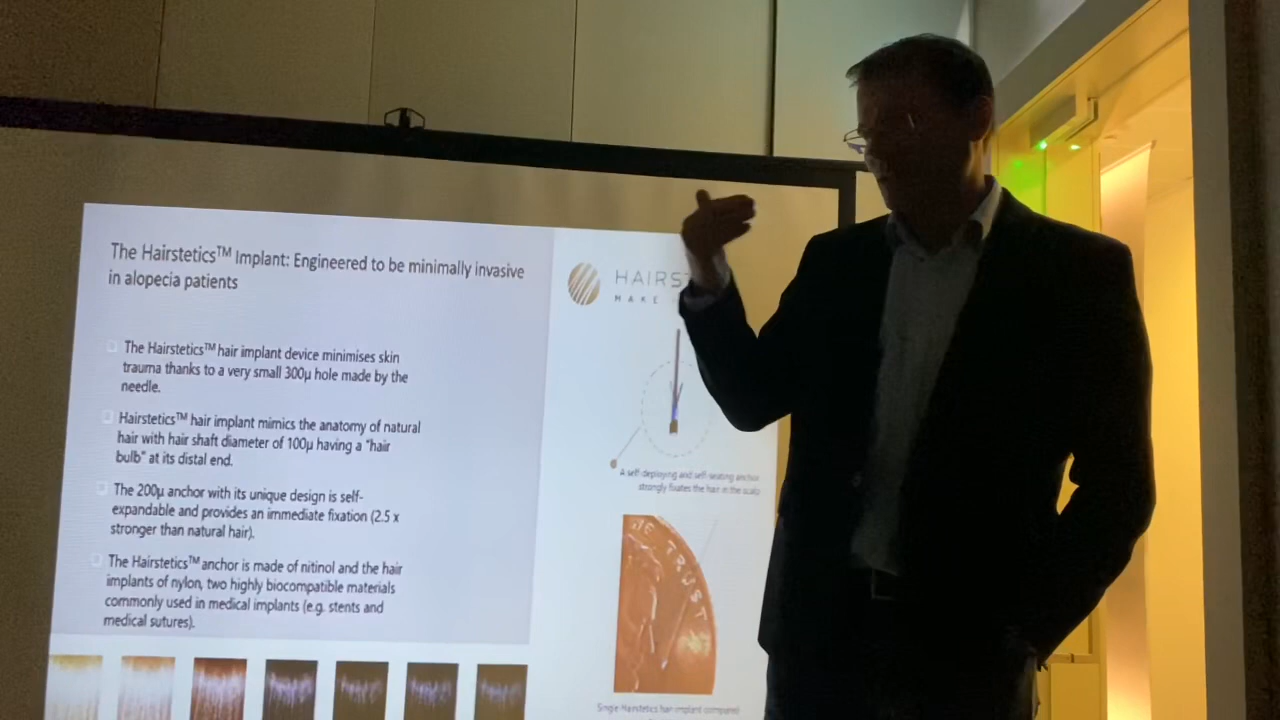 The Hairstetics™ Implant: Engineered to be minimally invasive
in alopecia patients
The Hairstetics™ hair implant device minimises skin
trauma thanks to a very small 300µ hole made by the
needle.
Hairstetics™ hair implant mimics the anatomy of natural
hair with hair shaft diameter of 100µ having a "hair
bulb" at its distal end.
The 200µ anchor with its unique design is self-
expandable and provides an immediate fixation (2.5 x
stronger than natural hair).
The Hairstetics™ anchor is made of nitinol and the hair
implants of nylon, two highly biocompatible materials
commonly used in medical implants (e.g. stents and
medical sutures).
HAIRS
MAKE
A self-deploying and self-seating anchor
strongly fixates the hair in the scalp
WE TRUST
Single Hairstetics hair implant compared